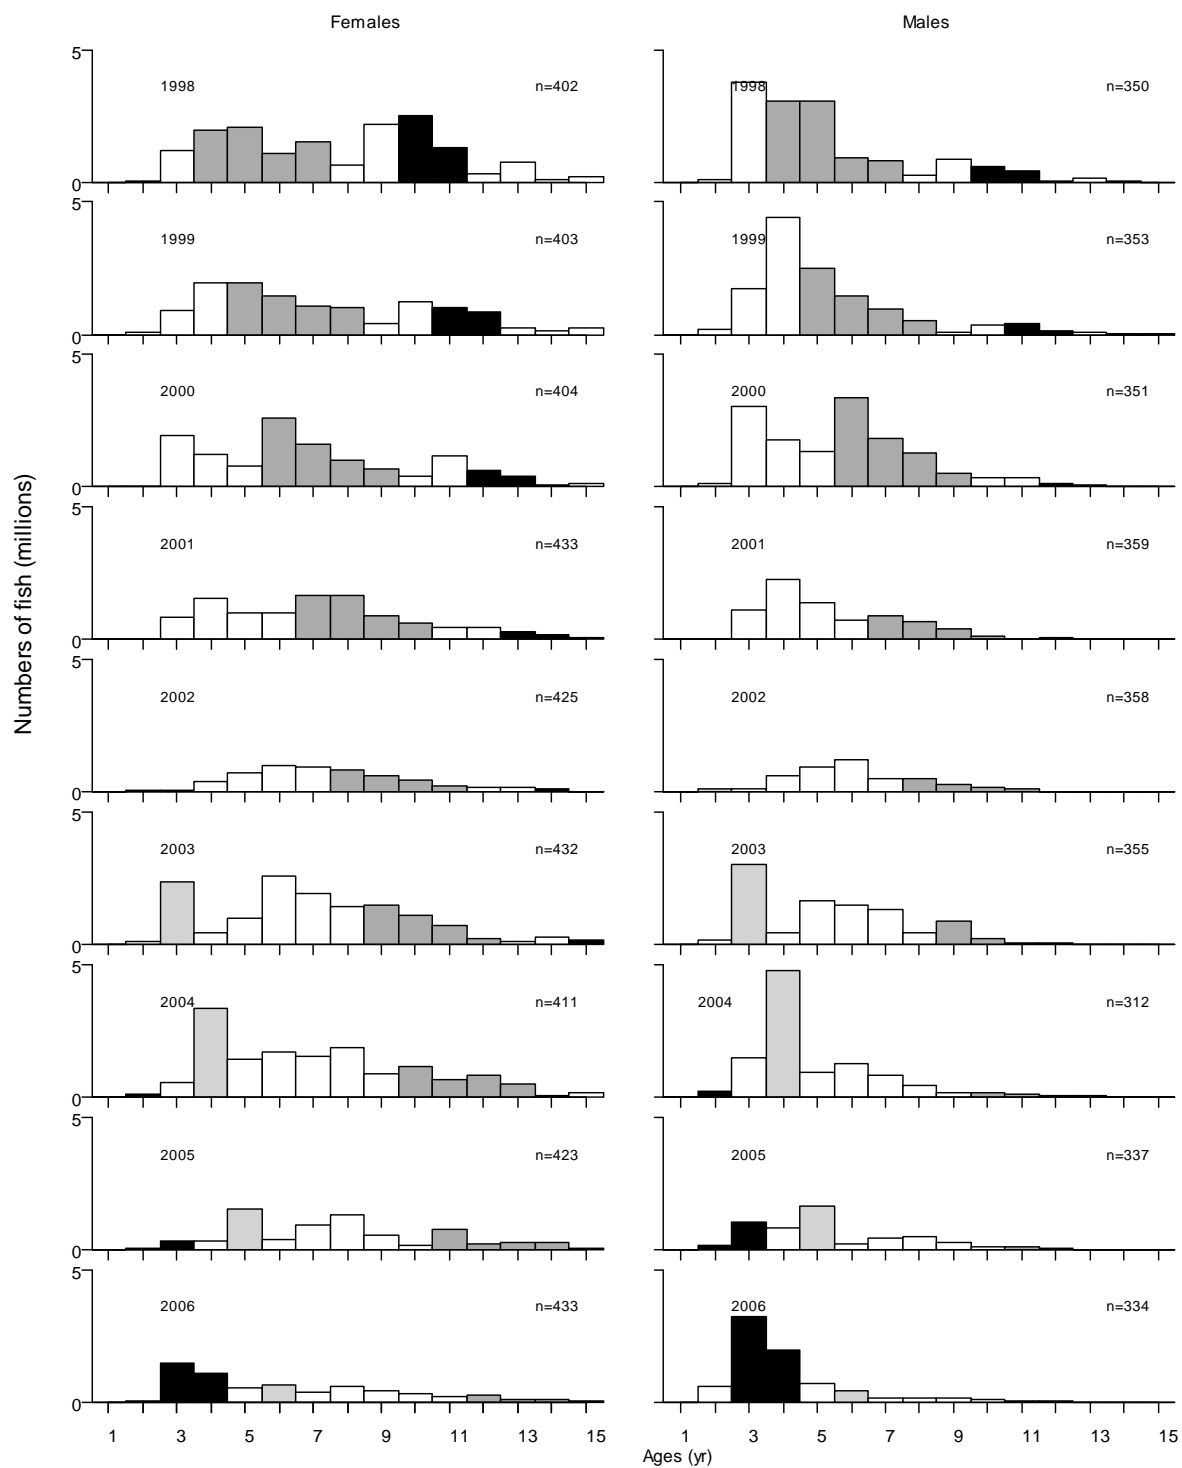 Females Males
5
1998 n=402 1998 n=350
0
5
1999 n=403 1999 n=353
0
5
2000 n=404 2000 n=351
0
5
2001 n=433 2001 n=359
0
5
2002 n=425 2002 n=358
0
5
2003 n=432 2003 n=355
0
5
2004 n=411 2004 n=312
0
5
2005 n=423 2005 n=337
0
5
2006 n=433 2006 n=334
0
1 3 5 7 9 11 15 1 3 5 7 9 11 13 15
Numbers of fish (millions)
Ages (yr)